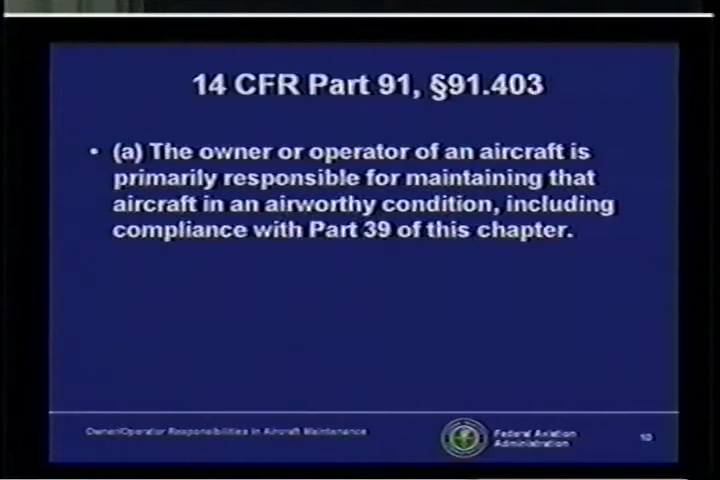 14 CFR Part 91, §91.403
• (a) The owner or operator of an aircraft is
primarily responsible for maintaining that
aircraft in an airworthy condition, including
compliance with Part 39 of this chapter.
Owner/Operator Responsibilities in Aircraft Maintenance
Federal Aviation
Administration
10